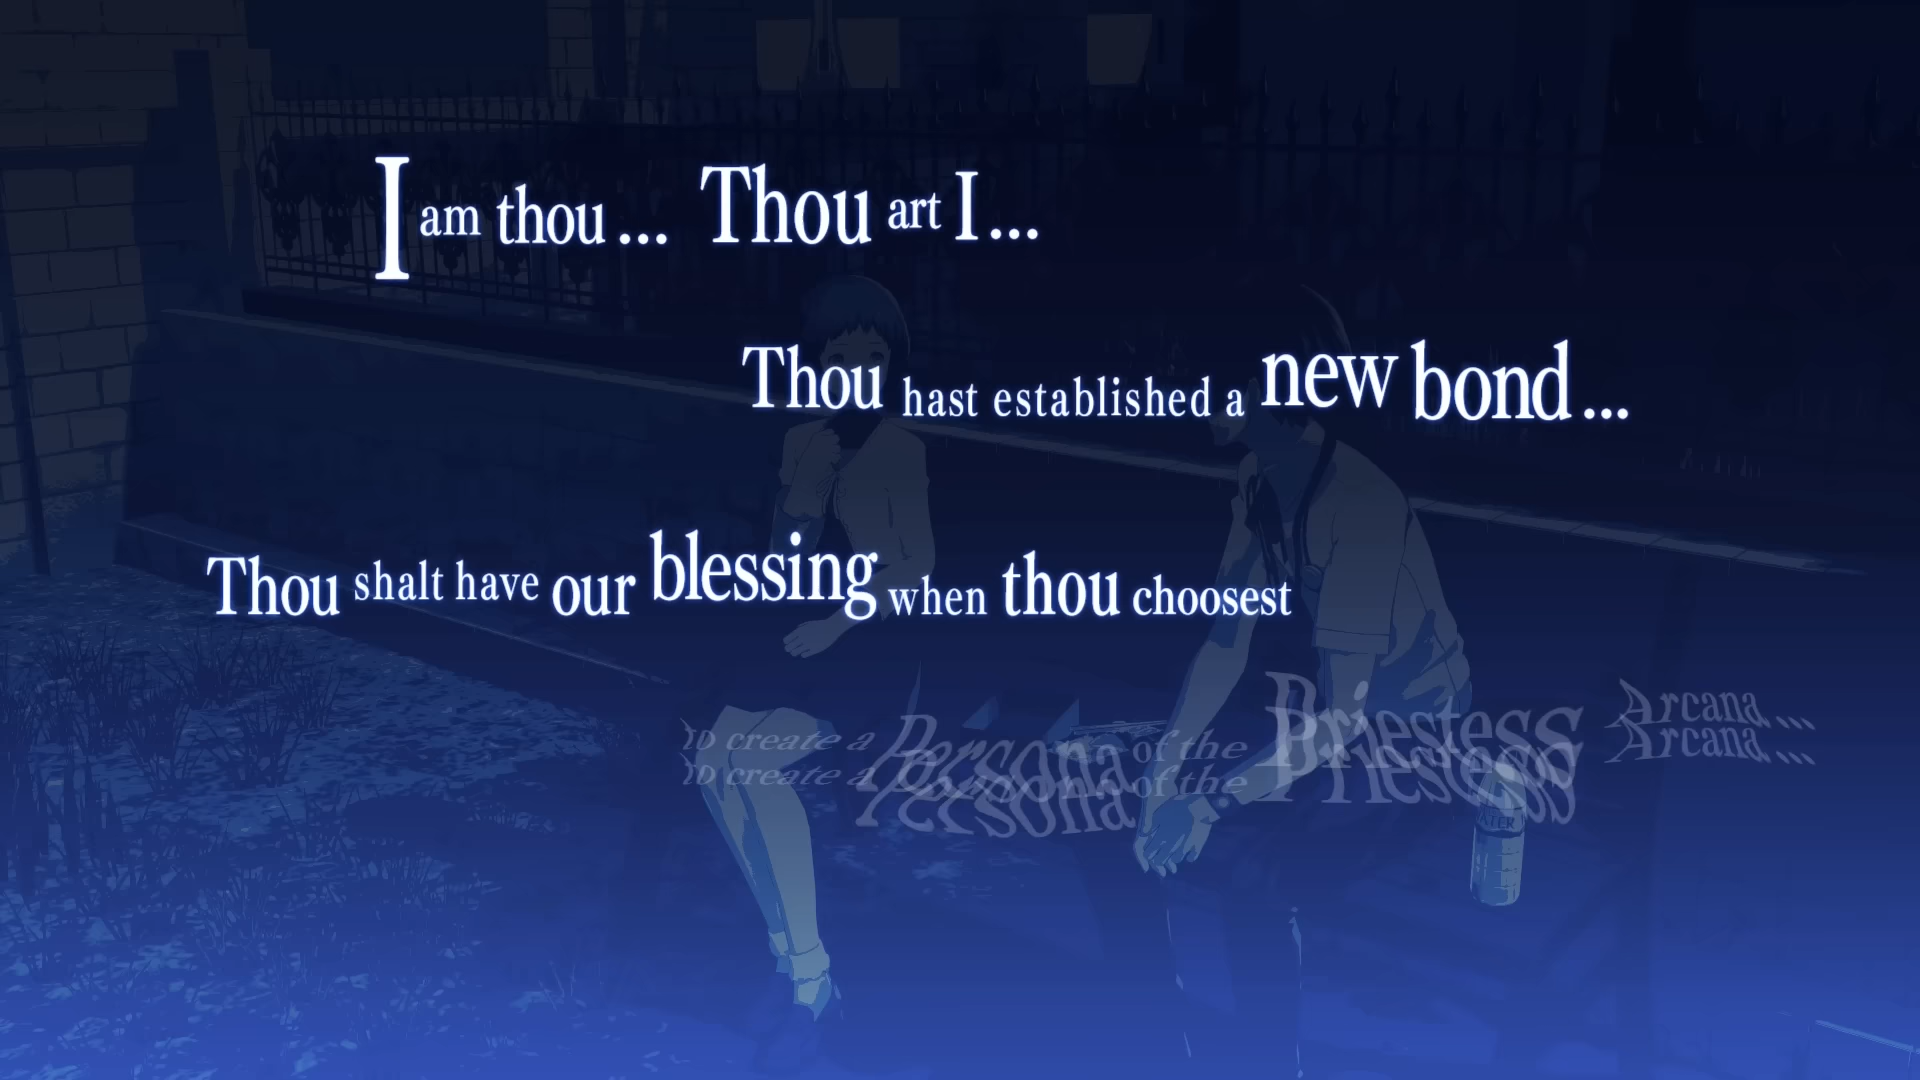 I am thou... Thou art I...
Thou hast established a new bond...
Thou shalt have our blessing when thou choosest
to create a Persona of the Priestess Arcana...